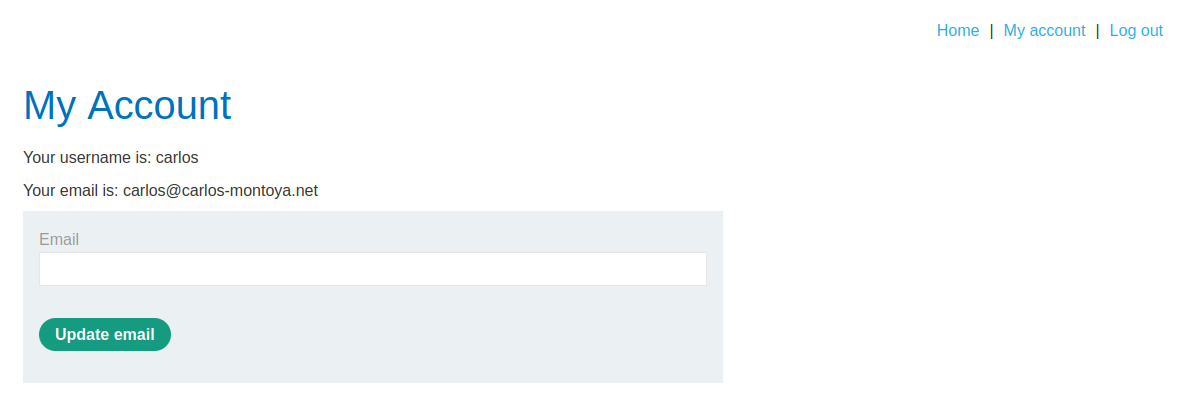 Home | My account | Log out
My Account
Your username is: carlos
Your email is: carlos@carlos-montoya.net
Email
Update email